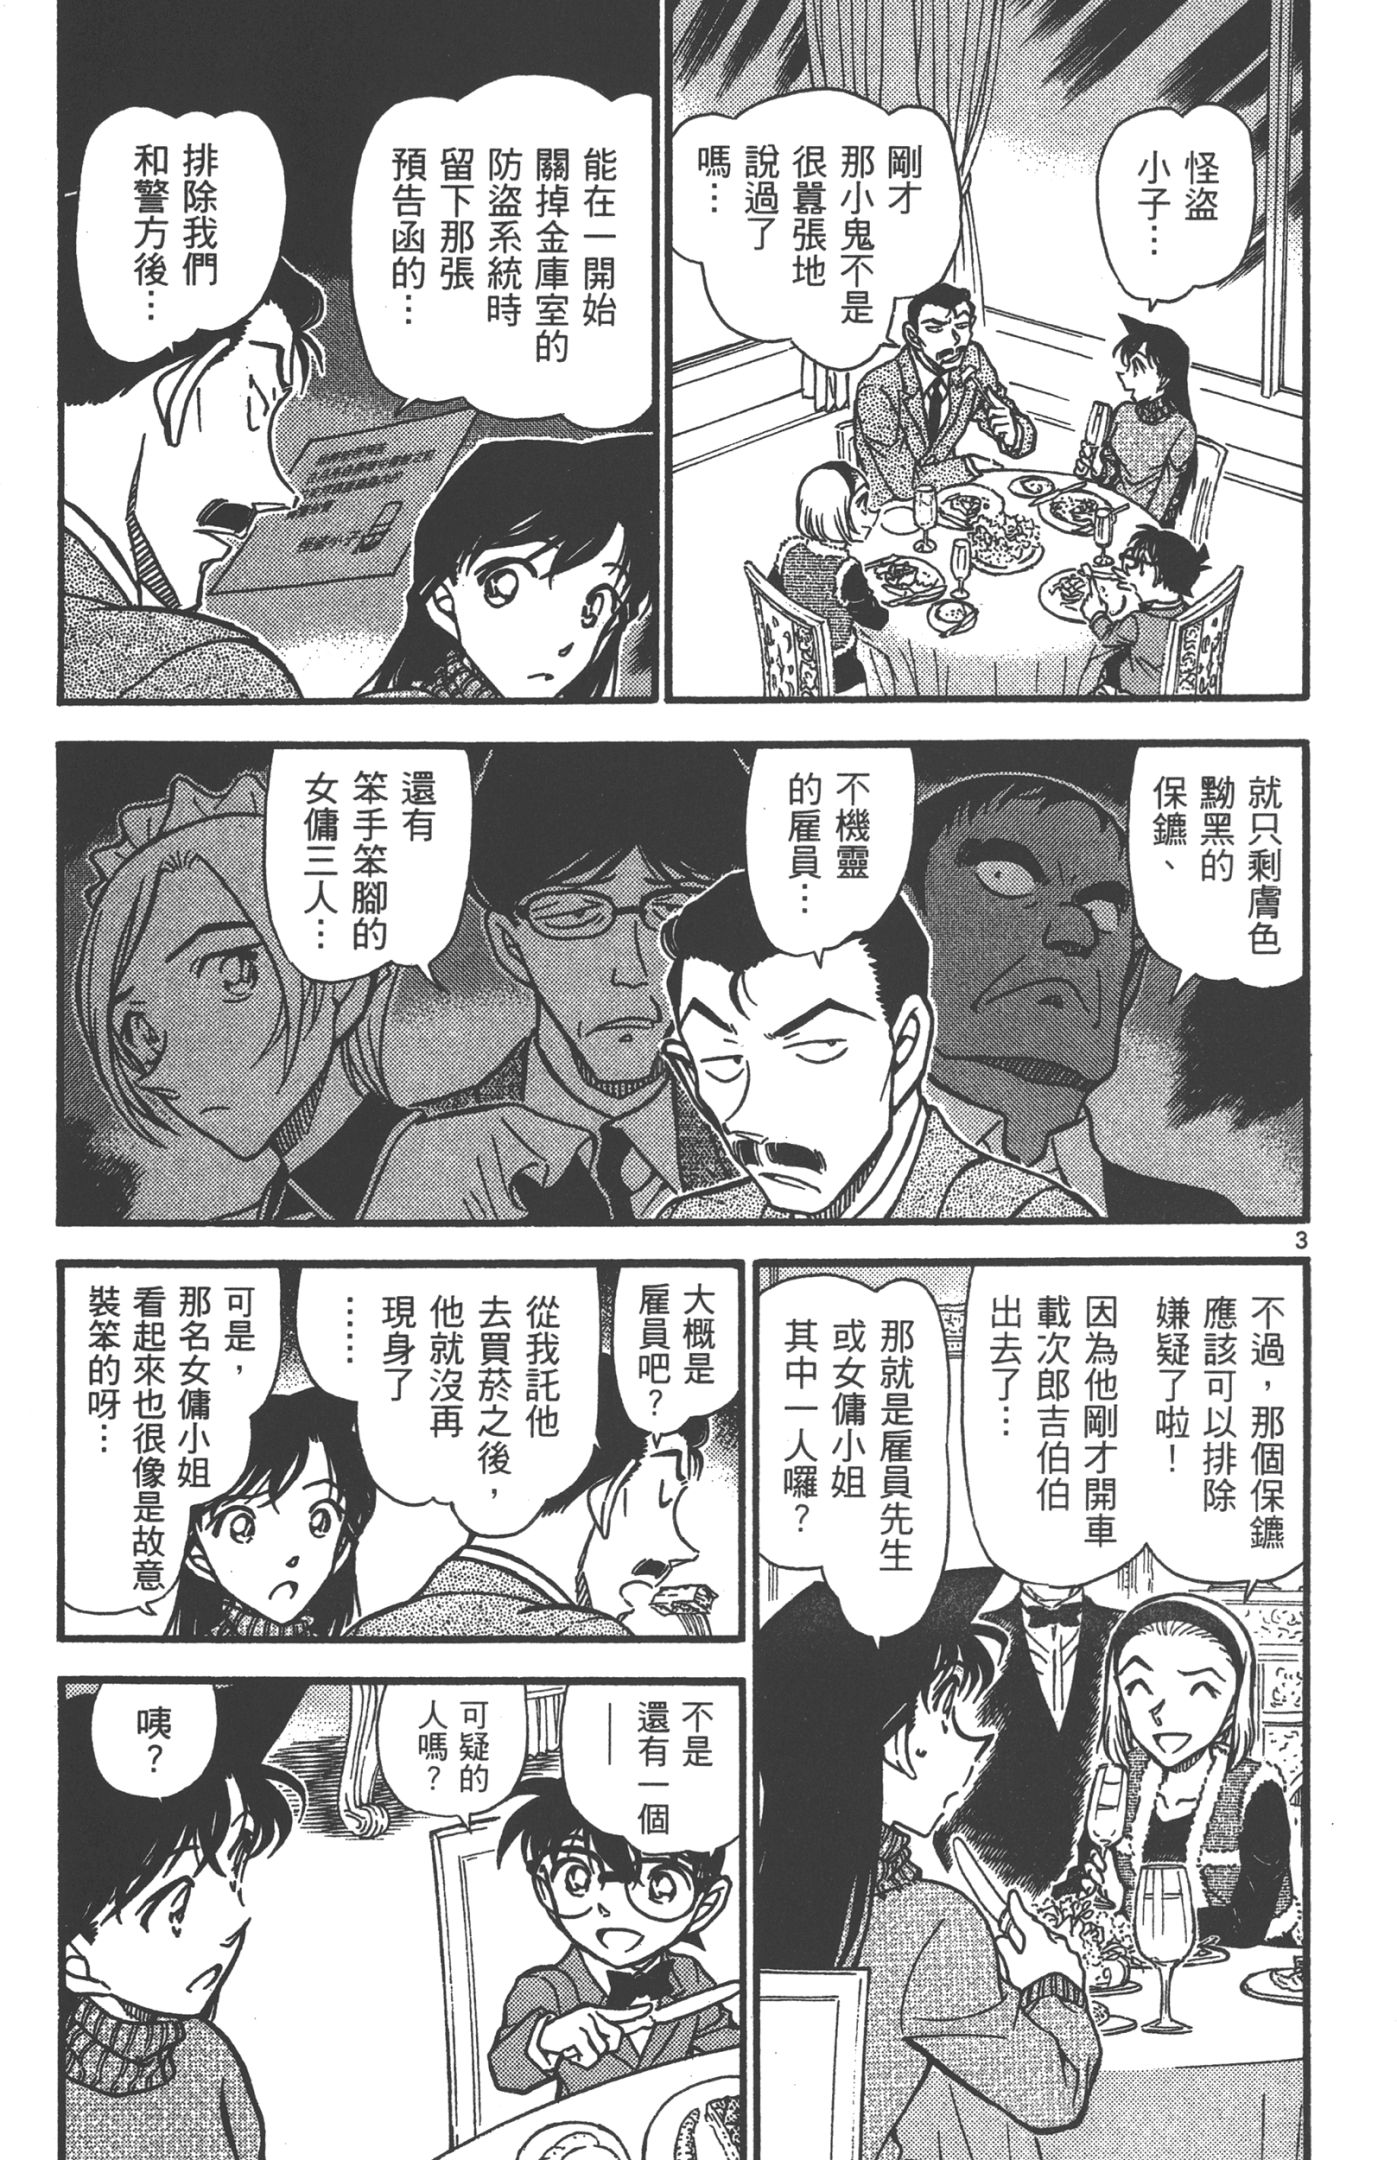 怪盜
小子…
剛才
那小鬼不是
很囂張地
說過了
嗎…
能在一開始
關掉金庫室的
防盜系統時
留下那張
預告函的…
排除我們
和警方後…
就只剩膚色
黝黑的
保鑣、
不機靈
的雇員…
還有
笨手笨腳的
女傭三人…
3
不過，那個保鑣
應該可以排除
嫌疑了啦！
因為他剛才開車
載次郎吉伯伯
出去了…
那就是雇員先生
或女傭小姐
其中一人囉？
大概是
雇員吧？
從我託他
去買菸之後，
他就沒再
現身了
……
可是，
那名女傭小姐
看起來也很像是故意
裝笨的呀…
不是
還有一個
——
可疑的
人嗎？
咦？